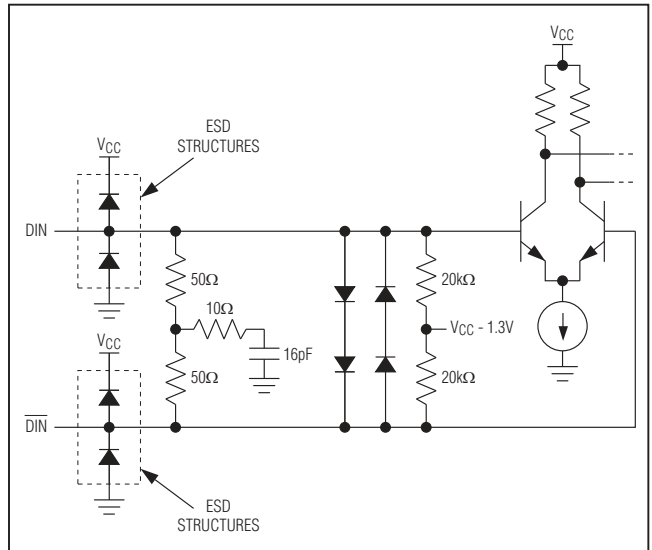 VCC
ESD
STRUCTURES
VCC
DIN
50Ω
20kΩ
10Ω
VCC - 1.3V
16pF
50Ω
20kΩ
VCC
DIN
ESD
STRUCTURES